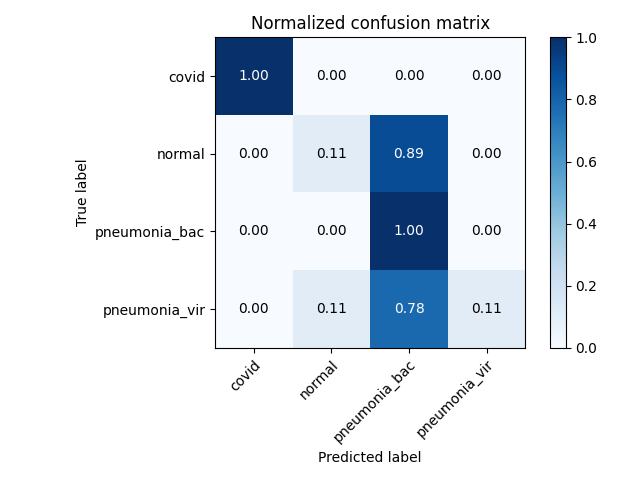 Normalized confusion matrix
True label
covid 1.00 0.00 0.00 0.00
normal 0.00 0.11 0.89 0.00
pneumonia_bac 0.00 0.00 1.00 0.00
pneumonia_vir 0.00 0.11 0.78 0.11
covid normal pneumonia_bac pneumonia_vir
Predicted label
1.0
0.8
0.6
0.4
0.2
0.0